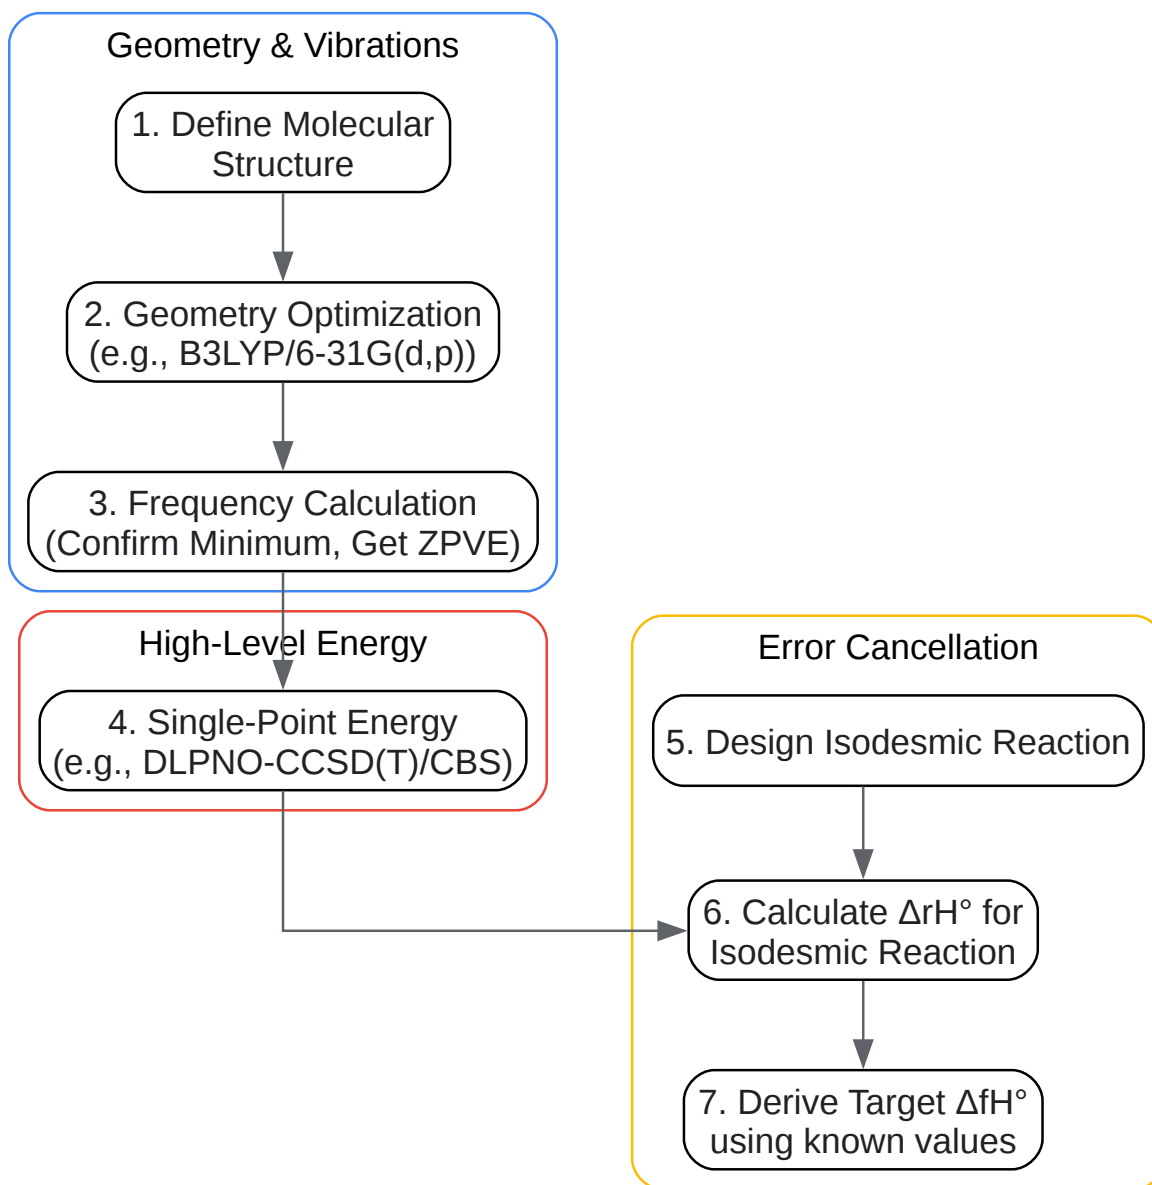 Geometry & Vibrations
1. Define Molecular
Structure
2. Geometry Optimization
(e.g., B3LYP/6-31G(d,p))
3. Frequency Calculation
(Confirm Minimum, Get ZPVE)
High-Level Energy
4. Single-Point Energy
(e.g., DLPNO-CCSD(T)/CBS)
Error Cancellation
5. Design Isodesmic Reaction
6. Calculate ΔrH° for
Isodesmic Reaction
7. Derive Target ΔfH°
using known values